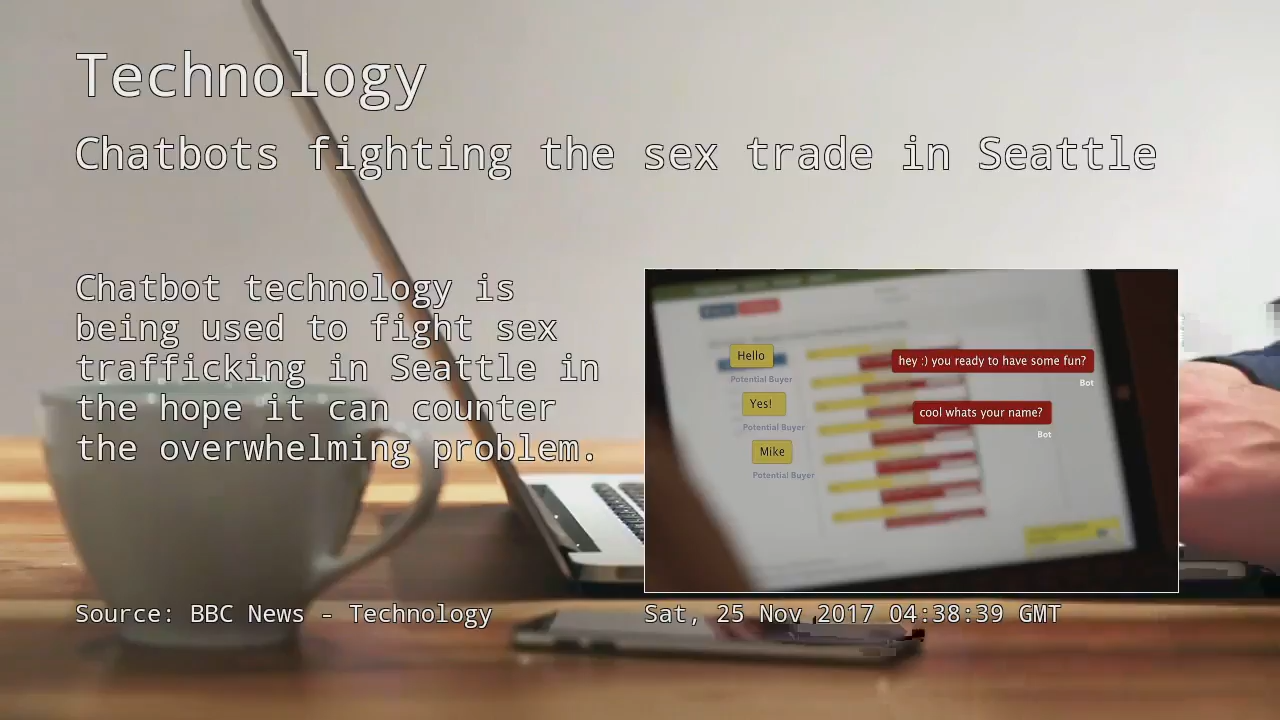 Technology
Chatbots fighting the sex trade in Seattle
Chatbot technology is
being used to fight sex
trafficking in Seattle in
the hope it can counter
the overwhelming problem.
Hello
Potential Buyer
hey :) you ready to have some fun?
Bot
Yes!
Potential Buyer
cool whats your name?
Bot
Mike
Potential Buyer
Source: BBC News - Technology
Sat, 25 Nov 2017 04:38:39 GMT